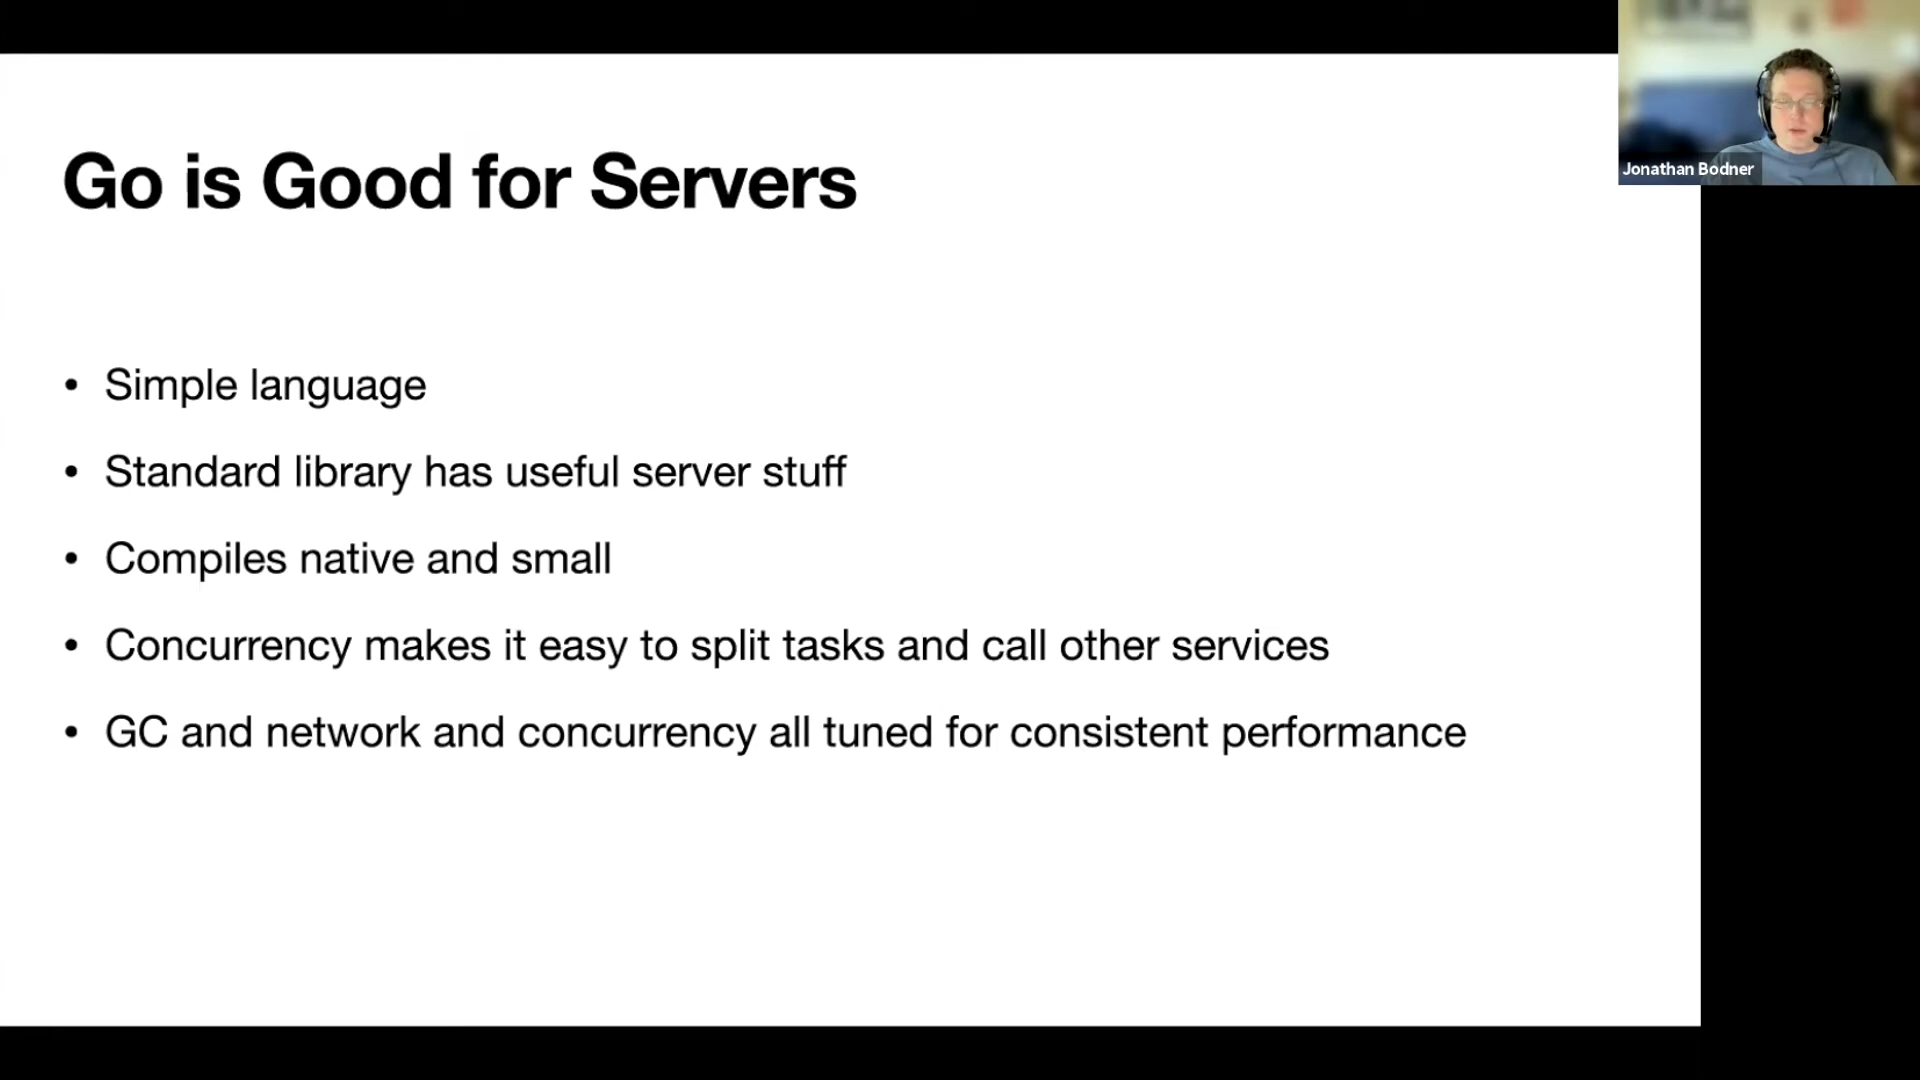 Go is Good for Servers
Jonathan Bodner
• Simple language
• Standard library has useful server stuff
• Compiles native and small
• Concurrency makes it easy to split tasks and call other services
• GC and network and concurrency all tuned for consistent performance